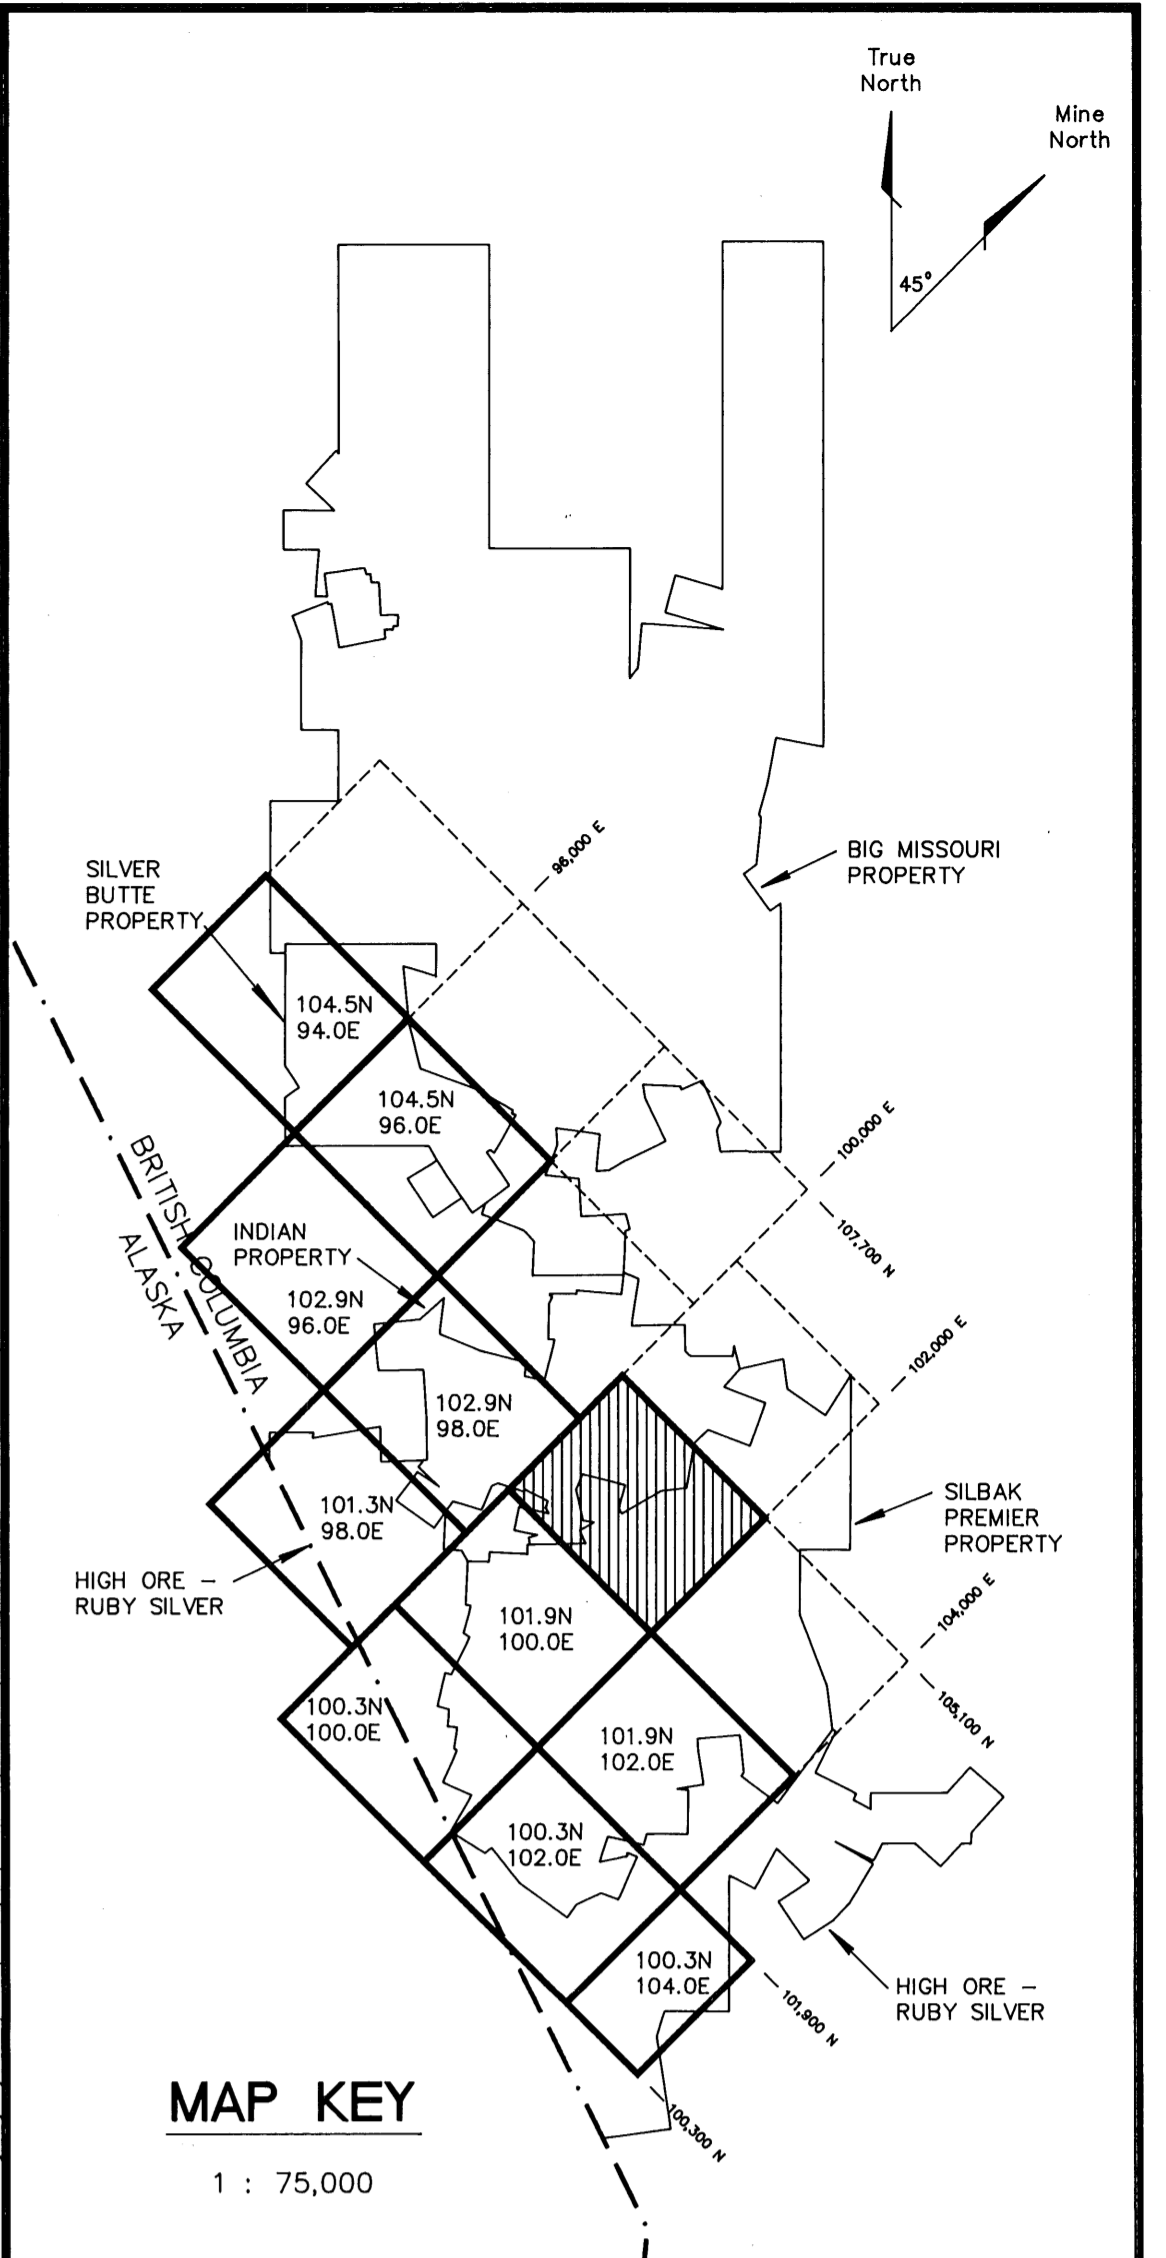 True
North
Mine
North
45°
96,000 E
BIG MISSOURI
PROPERTY
SILVER
BUTTE
PROPERTY
104.5N
94.0E
104.5N
96.0E
100,000 E
107,700 N
BRITISH COLUMBIA
ALASKA
INDIAN
PROPERTY
102.9N
96.0E
102,000 E
102.9N
98.0E
101.3N
98.0E
SILBAK
PREMIER
PROPERTY
HIGH ORE -
RUBY SILVER
101.9N
100.0E
104,000 E
105,100 N
100.3N
100.0E
101.9N
102.0E
100.3N
102.0E
100.3N
104.0E
HIGH ORE -
RUBY SILVER
101,900 N
100,300 N
MAP KEY
1 : 75,000